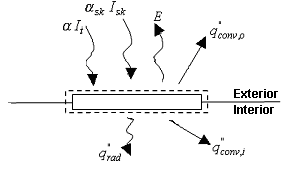 α I_t
α_sk I_sk
E
q"_conv,o
Exterior
Interior
q"_rad
q"_conv,i